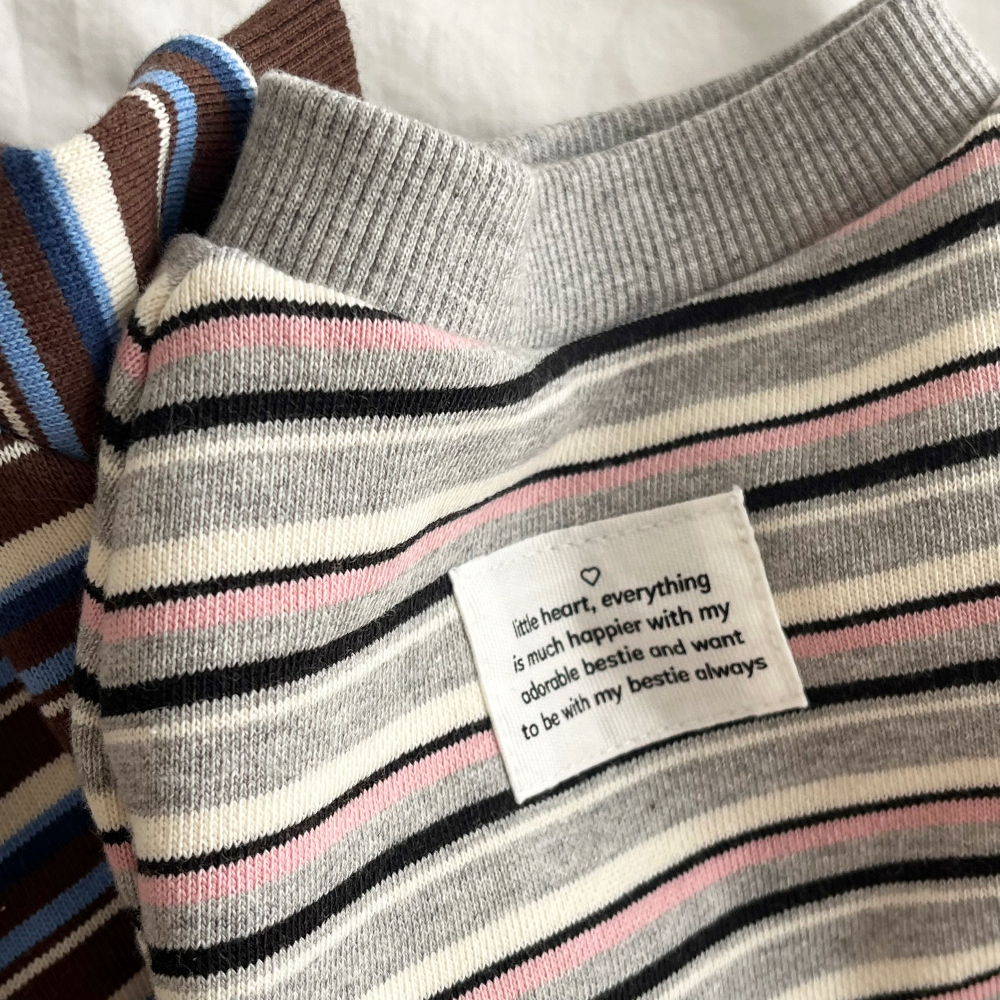 little heart, everything
is much happier with my
adorable bestie and want
to be with my bestie always